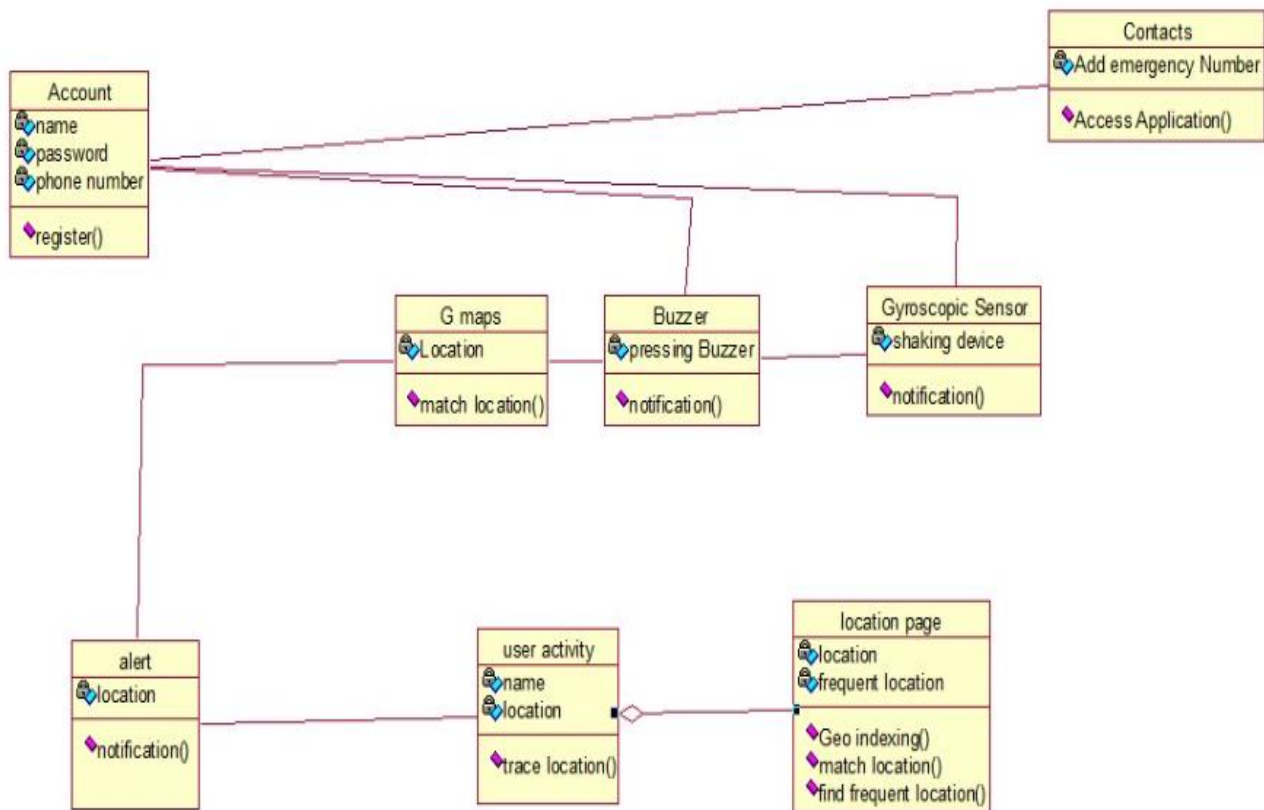 Contacts
Add emergency Number
Access Application()
Account
name
password
phone number
register()
G maps
Location
match location()
Buzzer
pressing Buzzer
notification()
Gyroscopic Sensor
shaking device
notification()
alert
location
notification()
user activity
name
location
trace location()
location page
location
frequent location
Geo indexing()
match location()
find frequent location()